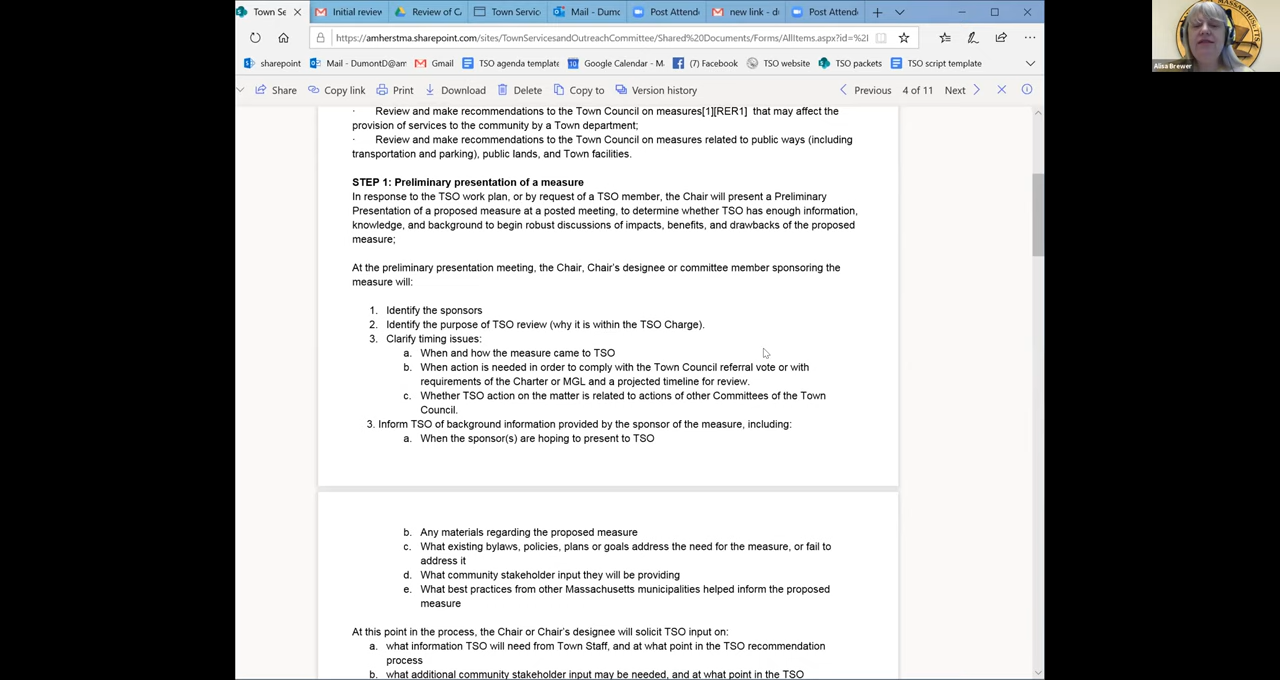 Town Se
Initial review
Review of C
Town Servic
Mail - Dumo
Post Attend
new link - d
Post Attend
https://amherstma.sharepoint.com/sites/TownServicesandOutreachCommittee/Shared%20Documents/Forms/AllItems.aspx?id=%2
sharepoint
Mail - DumontD@am
Gmail
TSO agenda template
Google Calendar - M
(7) Facebook
TSO website
TSO packets
TSO script template
Share
Copy link
Print
Download
Delete
Copy to
Version history
Previous
4 of 11
Next
· Review and make recommendations to the Town Council on measures[1][RER1] that may affect the
provision of services to the community by a Town department;
· Review and make recommendations to the Town Council on measures related to public ways (including
transportation and parking), public lands, and Town facilities.
STEP 1: Preliminary presentation of a measure
In response to the TSO work plan, or by request of a TSO member, the Chair will present a Preliminary
Presentation of a proposed measure at a posted meeting, to determine whether TSO has enough information,
knowledge, and background to begin robust discussions of impacts, benefits, and drawbacks of the proposed
measure;
At the preliminary presentation meeting, the Chair, Chair's designee or committee member sponsoring the
measure will:
1. Identify the sponsors
2. Identify the purpose of TSO review (why it is within the TSO Charge).
3. Clarify timing issues:
a. When and how the measure came to TSO
b. When action is needed in order to comply with the Town Council referral vote or with
requirements of the Charter or MGL and a projected timeline for review.
c. Whether TSO action on the matter is related to actions of other Committees of the Town
Council.
3. Inform TSO of background information provided by the sponsor of the measure, including:
a. When the sponsor(s) are hoping to present to TSO
b. Any materials regarding the proposed measure
c. What existing bylaws, policies, plans or goals address the need for the measure, or fail to
address it
d. What community stakeholder input they will be providing
e. What best practices from other Massachusetts municipalities helped inform the proposed
measure
At this point in the process, the Chair or Chair's designee will solicit TSO input on:
a. what information TSO will need from Town Staff, and at what point in the TSO recommendation
process
b. what additional community stakeholder input may be needed, and at what point in the TSO
Alisa Brewer